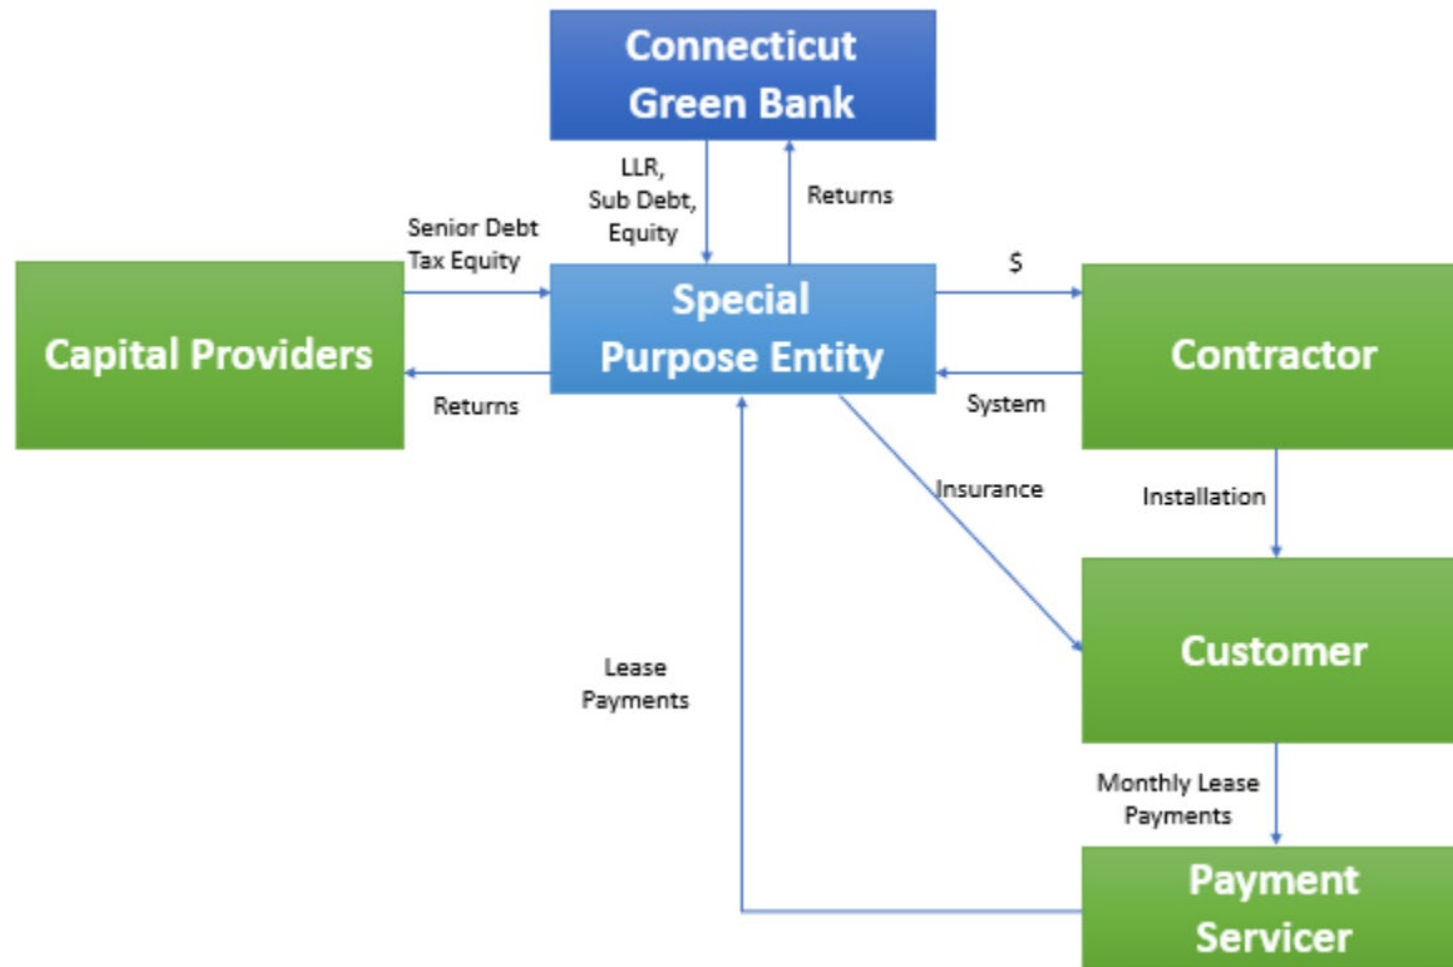 Connecticut
Green Bank
LLR,
Sub Debt,
Equity
Returns
Senior Debt
Tax Equity
$
Capital Providers
Special
Purpose Entity
Contractor
Returns
System
Insurance
Installation
Customer
Lease
Payments
Monthly Lease
Payments
Payment
Servicer